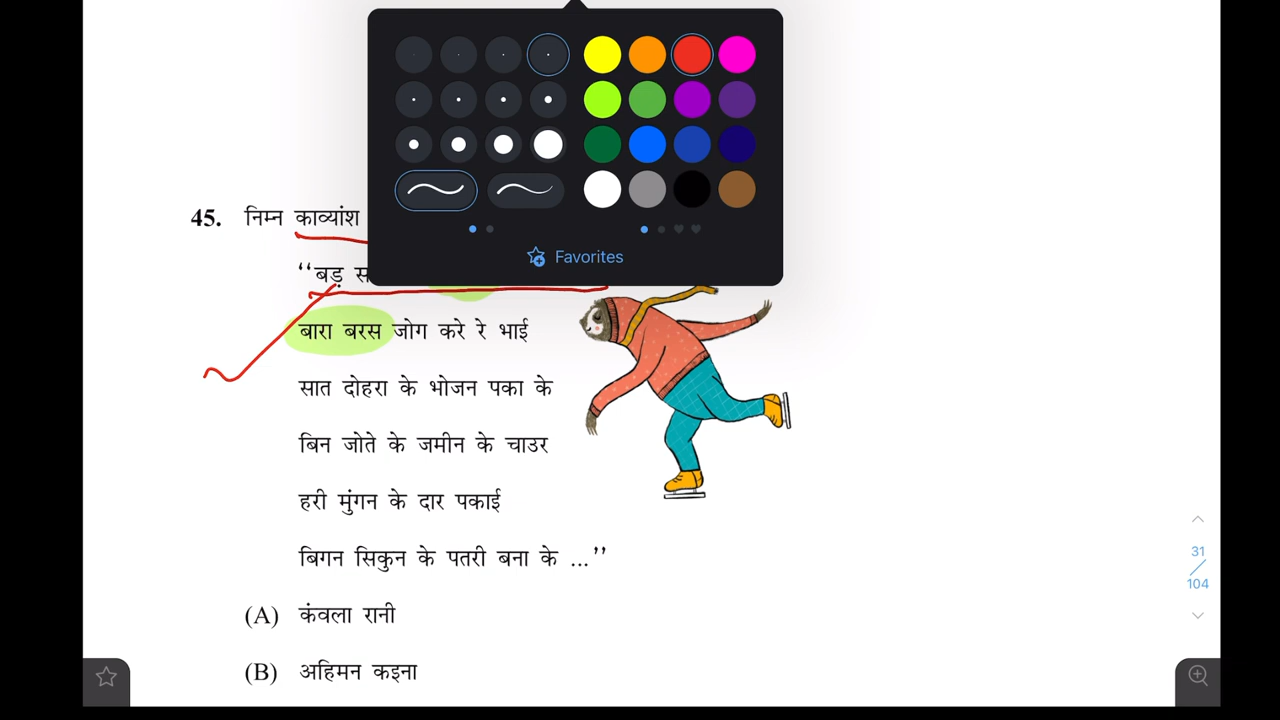 Favorites
45. निम्न काव्यांश
‘‘बड़ स
बारा बरस जोग करे रे भाई
सात दोहरा के भोजन पका के
बिन जोते के जमीन के चाउर
हरी मुंगन के दार पकाई
बिगन सिकुन के पतरी बना के ...’’
31
104
(A) कंवला रानी
(B) अहिमन कइना